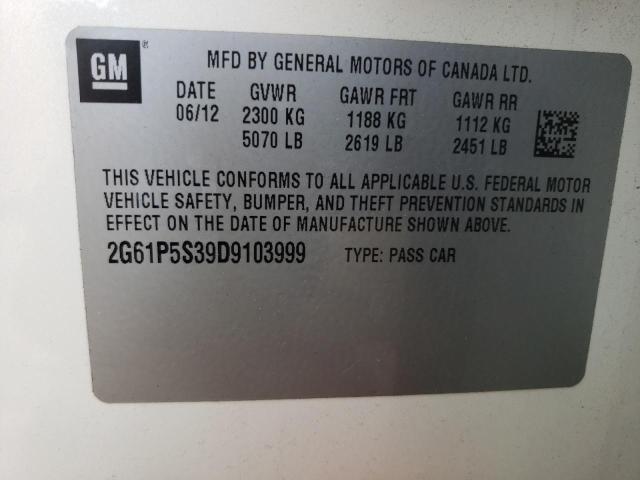 GM ®
MFD BY GENERAL MOTORS OF CANADA LTD.
DATE GVWR GAWR FRT GAWR RR
06/12 2300 KG 1188 KG 1112 KG
5070 LB 2619 LB 2451 LB
THIS VEHICLE CONFORMS TO ALL APPLICABLE U.S. FEDERAL MOTOR
VEHICLE SAFETY, BUMPER, AND THEFT PREVENTION STANDARDS IN
EFFECT ON THE DATE OF MANUFACTURE SHOWN ABOVE.
2G61P5S39D9103999 TYPE: PASS CAR